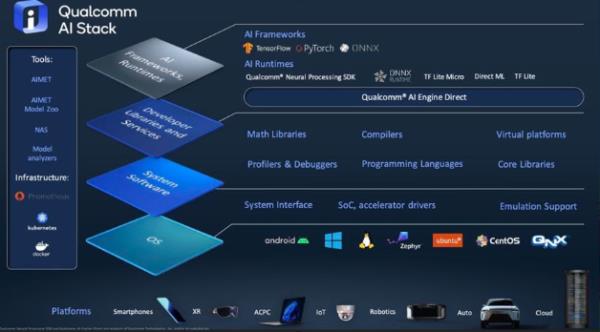 Qualcomm
AI Stack
Tools:
AIMET
AIMET
Model Zoo
NAS
Model
analyzers
Infrastructure:
Prometheus
kubernetes
docker
AI
Frameworks,
Runtimes
Developer
Libraries and
Services
System
Software
OS
AI Frameworks
TensorFlow PyTorch ONNX
AI Runtimes
Qualcomm® Neural Processing SDK ONNX RUNTIME TF Lite Micro Direct ML TF Lite
Qualcomm® AI Engine Direct
Math Libraries Compilers Virtual platforms
Profilers & Debuggers Programming Languages Core Libraries
System Interface SoC, accelerator drivers Emulation Support
android Zephyr ubuntu CentOS QNX
Platforms Smartphones XR ACPC IoT Robotics Auto Cloud